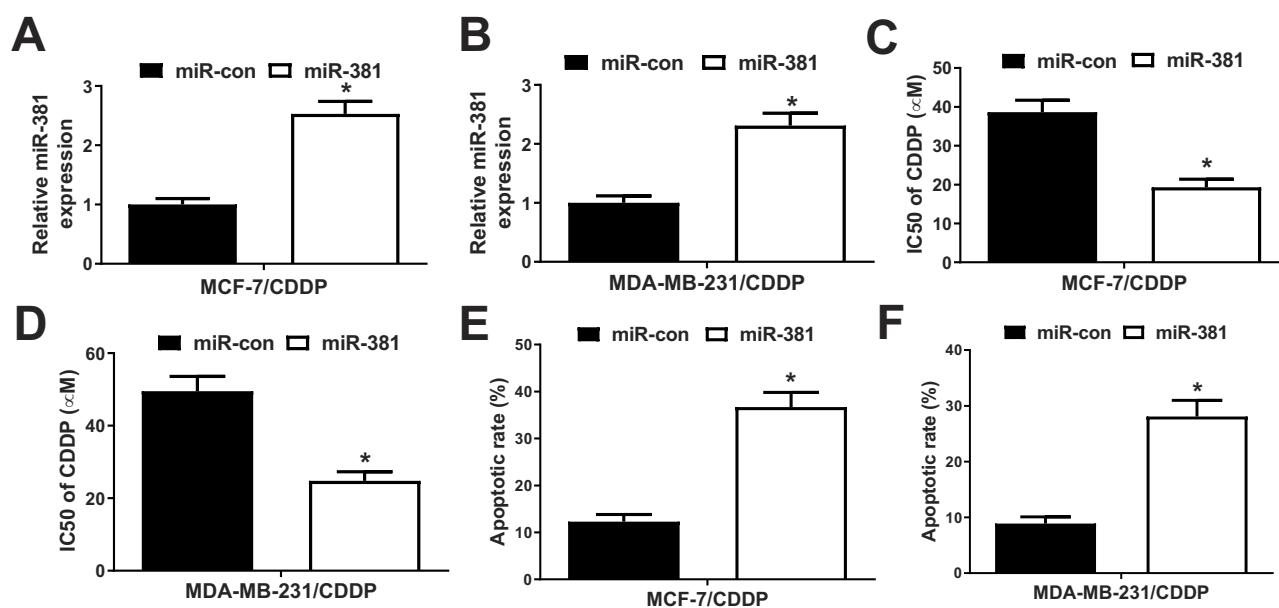 A
miR-con miR-381
Relative miR-381
expression
3
2
1
0
*
MCF-7/CDDP
B
miR-con miR-381
Relative miR-381
expression
3
2
1
0
*
MDA-MB-231/CDDP
C
miR-con miR-381
IC50 of CDDP (∝M)
50
40
30
20
10
0
*
MCF-7/CDDP
D
miR-con miR-381
IC50 of CDDP (∝M)
60
40
20
0
*
MDA-MB-231/CDDP
E
miR-con miR-381
Apoptotic rate (%)
50
40
30
20
10
0
*
MCF-7/CDDP
F
miR-con miR-381
Apoptotic rate (%)
40
30
20
10
0
*
MDA-MB-231/CDDP